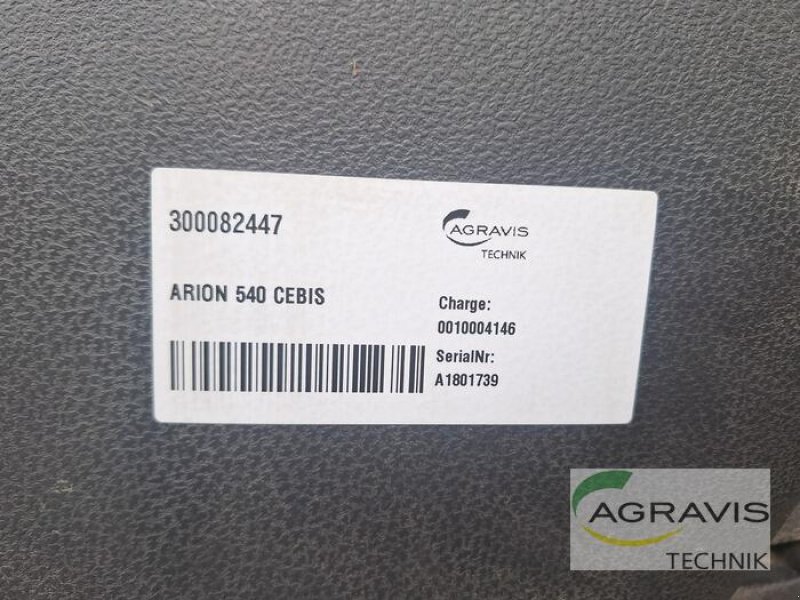 300082447
AGRAVIS
TECHNIK
ARION 540 CEBIS
Charge:
0010004146
SerialNr:
A1801739
AGRAVIS
TECHNIK